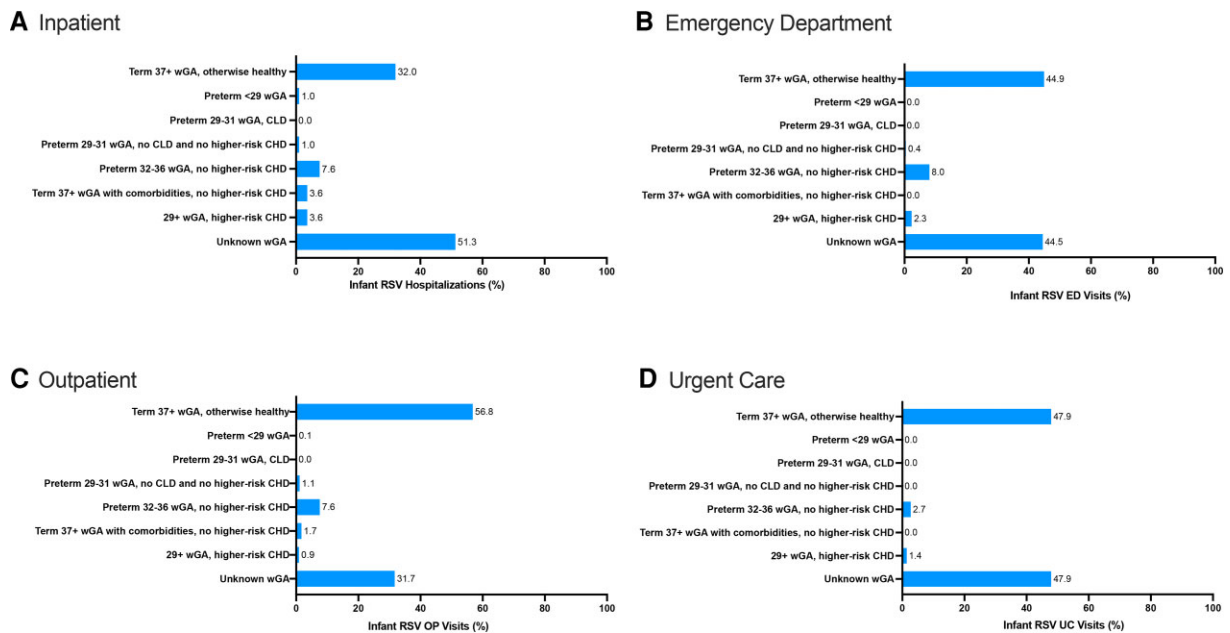 A Inpatient
Term 37+ wGA, otherwise healthy 32.0
Preterm <29 wGA 1.0
Preterm 29-31 wGA, CLD 0.0
Preterm 29-31 wGA, no CLD and no higher-risk CHD 1.0
Preterm 32-36 wGA, no higher-risk CHD 7.6
Term 37+ wGA with comorbidities, no higher-risk CHD 3.6
29+ wGA, higher-risk CHD 3.6
Unknown wGA 51.3
0 20 40 60 80 100
Infant RSV Hospitalizations (%)
B Emergency Department
Term 37+ wGA, otherwise healthy 44.9
Preterm <29 wGA 0.0
Preterm 29-31 wGA, CLD 0.0
Preterm 29-31 wGA, no CLD and no higher-risk CHD 0.4
Preterm 32-36 wGA, no higher-risk CHD 8.0
Term 37+ wGA with comorbidities, no higher-risk CHD 0.0
29+ wGA, higher-risk CHD 2.3
Unknown wGA 44.5
0 20 40 60 80 100
Infant RSV ED Visits (%)
C Outpatient
Term 37+ wGA, otherwise healthy 56.8
Preterm <29 wGA 0.1
Preterm 29-31 wGA, CLD 0.0
Preterm 29-31 wGA, no CLD and no higher-risk CHD 1.1
Preterm 32-36 wGA, no higher-risk CHD 7.6
Term 37+ wGA with comorbidities, no higher-risk CHD 1.7
29+ wGA, higher-risk CHD 0.9
Unknown wGA 31.7
0 20 40 60 80 100
Infant RSV OP Visits (%)
D Urgent Care
Term 37+ wGA, otherwise healthy 47.9
Preterm <29 wGA 0.0
Preterm 29-31 wGA, CLD 0.0
Preterm 29-31 wGA, no CLD and no higher-risk CHD 0.0
Preterm 32-36 wGA, no higher-risk CHD 2.7
Term 37+ wGA with comorbidities, no higher-risk CHD 0.0
29+ wGA, higher-risk CHD 1.4
Unknown wGA 47.9
0 20 40 60 80 100
Infant RSV UC Visits (%)